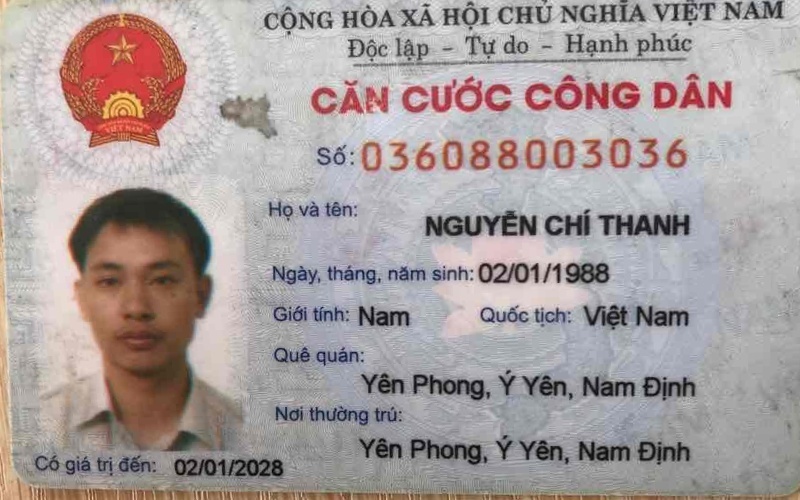 CỘNG HÒA XÃ HỘI CHỦ NGHĨA VIỆT NAM
Độc lập - Tự do - Hạnh phúc
CĂN CƯỚC CÔNG DÂN
Số: 036088003036
Họ và tên:
NGUYỄN CHÍ THANH
Ngày, tháng, năm sinh: 02/01/1988
Giới tính: Nam Quốc tịch: Việt Nam
Quê quán:
Yên Phong, Ý Yên, Nam Định
Nơi thường trú:
Yên Phong, Ý Yên, Nam Định
Có giá trị đến: 02/01/2028